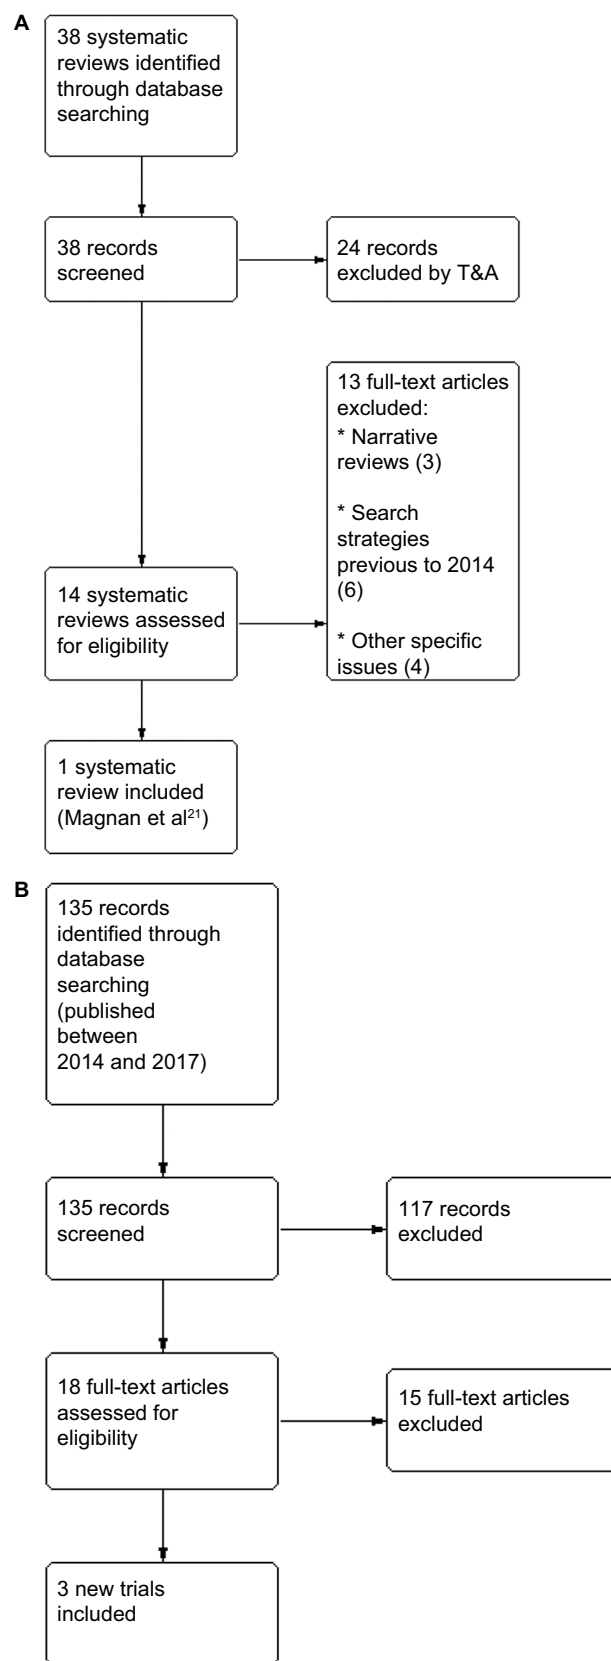 A
38 systematic
reviews identified
through database
searching
38 records
screened
24 records
excluded by T&A
13 full-text articles
excluded:
* Narrative
reviews (3)
* Search
strategies
previous to 2014
(6)
* Other specific
issues (4)
14 systematic
reviews assessed
for eligibility
1 systematic
review included
(Magnan et al21)
B
135 records
identified through
database
searching
(published
between
2014 and 2017)
135 records
screened
117 records
excluded
18 full-text articles
assessed for
eligibility
15 full-text articles
excluded
3 new trials
included